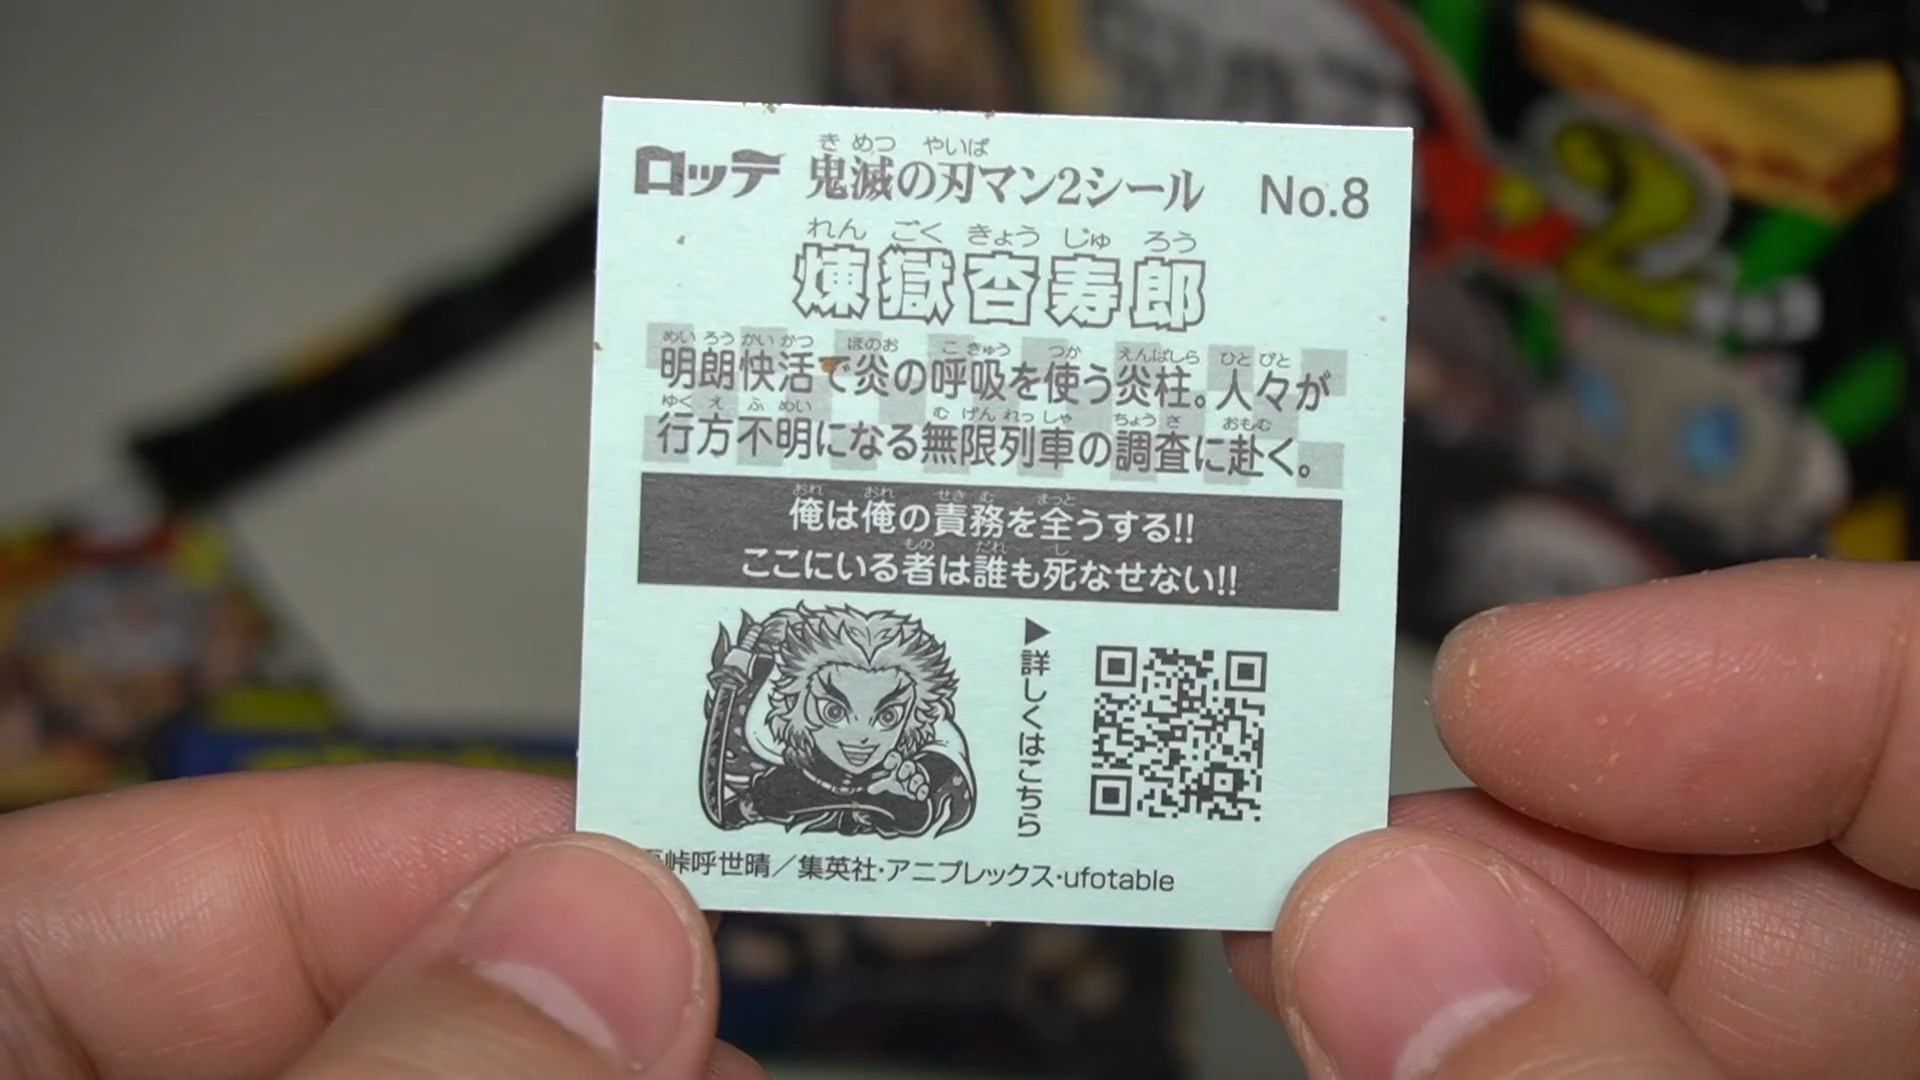 ロッテ 鬼滅の刃マン2シール No.8
きめつ やいば
れんごくきょうじゅろう
煉獄杏寿郎
めいろうかいかつ ほのお こきゅう つか えんばしら ひとびと
明朗快活で炎の呼吸を使う炎柱。人々が
ゆくえふめい むげんれっしゃ ちょうさ おもむ
行方不明になる無限列車の調査に赴く。
おれ おれ せきむ まっと
俺は俺の責務を全うする!!
もの だれ し
ここにいる者は誰も死なせない!!
▶詳しくはこちら
峠呼世晴／集英社・アニプレックス・ufotable
2